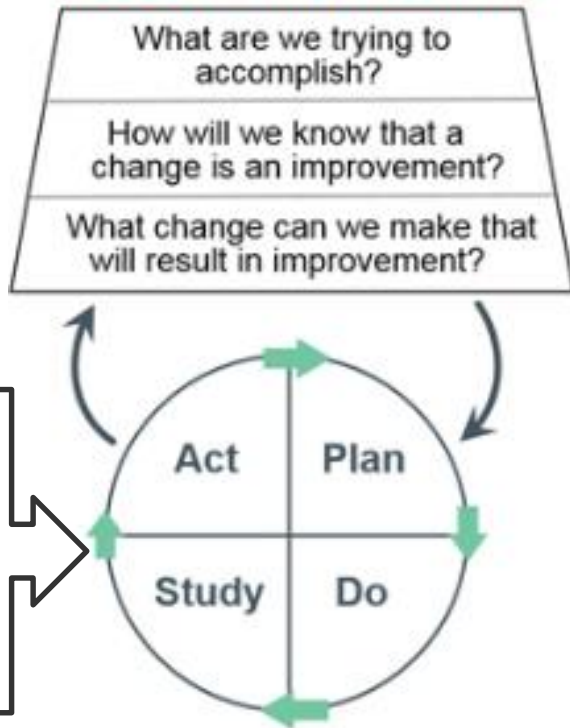 What are we trying to
accomplish?
How will we know that a
change is an improvement?
What change can we make that
will result in improvement?
Act
Plan
Study
Do